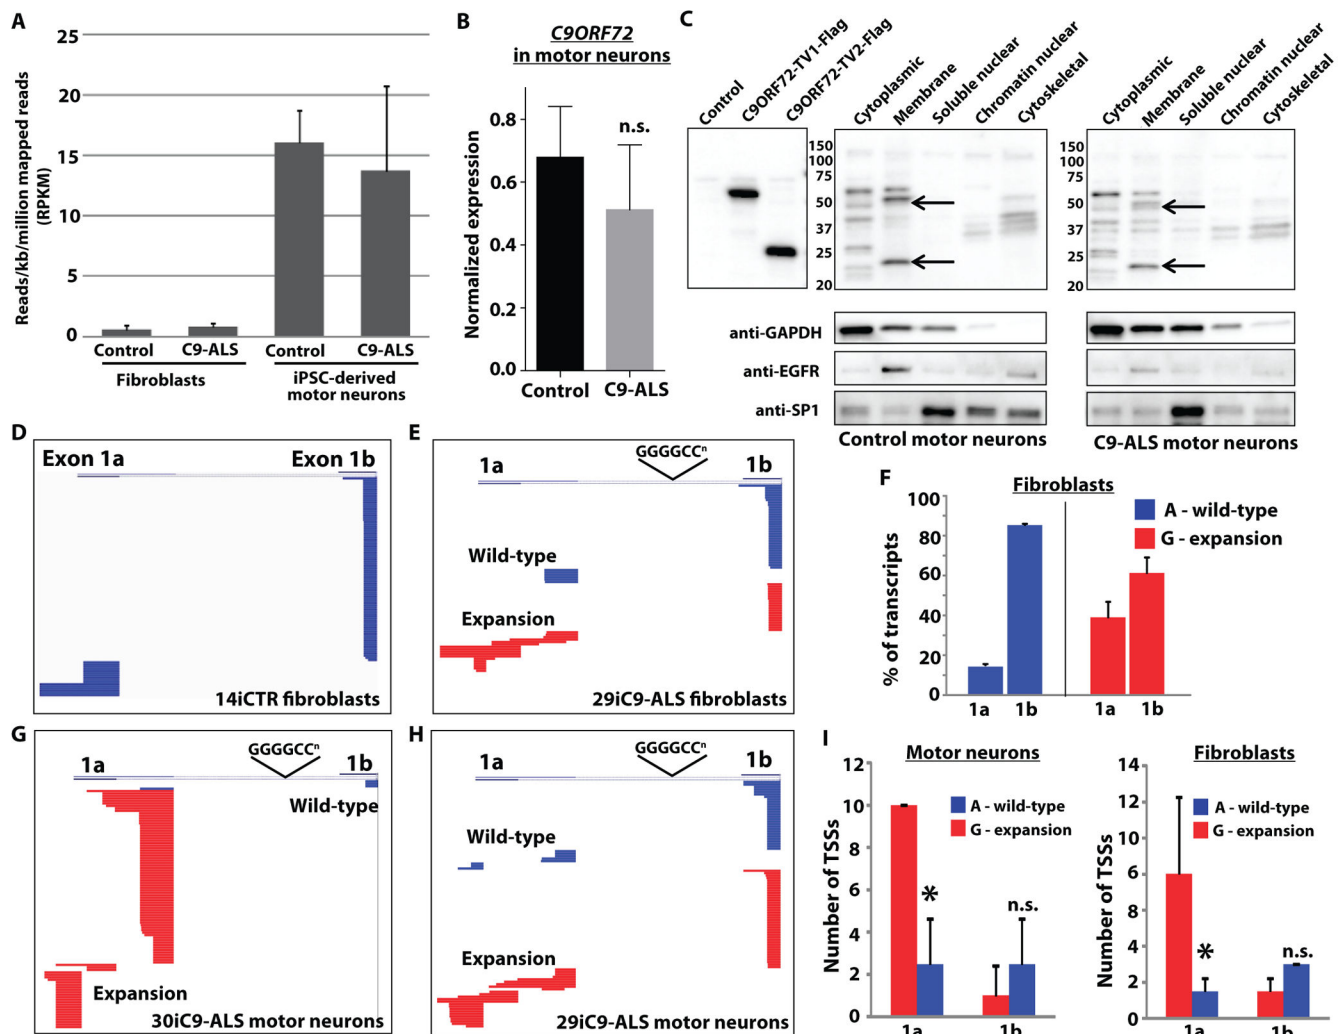 A
25
20
15
10
5
0
Reads/kb/million mapped reads
(RPKM)
Control
C9-ALS
Control
C9-ALS
Fibroblasts
iPSC-derived
motor neurons
B
C9ORF72
in motor neurons
n.s.
0.8
0.6
0.4
0.2
0.0
Normalized expression
Control
C9-ALS
C
Control
C9ORF72-TV1-Flag
C9ORF72-TV2-Flag
Cytoplasmic
Membrane
Soluble nuclear
Chromatin nuclear
Cytoskeletal
Cytoplasmic
Membrane
Soluble nuclear
Chromatin nuclear
Cytoskeletal
150
100
75
50
37
25
20
150
100
75
50
37
25
20
anti-GAPDH
anti-EGFR
anti-SP1
Control motor neurons
C9-ALS motor neurons
D
Exon 1a
Exon 1b
14iCTR fibroblasts
E
GGGGCCⁿ
1a
1b
Wild-type
Expansion
29iC9-ALS fibroblasts
F
Fibroblasts
A - wild-type
G - expansion
100
80
60
40
20
0
% of transcripts
1a
1b
1a
1b
G
GGGGCCⁿ
1a
1b
Wild-type
Expansion
30iC9-ALS motor neurons
H
GGGGCCⁿ
1a
1b
Wild-type
Expansion
29iC9-ALS motor neurons
I
Motor neurons
A - wild-type
G - expansion
12
10
8
6
4
2
0
Number of TSSs
*
n.s.
1a
1b
Fibroblasts
A - wild-type
G - expansion
14
12
10
6
8
4
2
0
Number of TSSs
*
n.s.
1a
1b